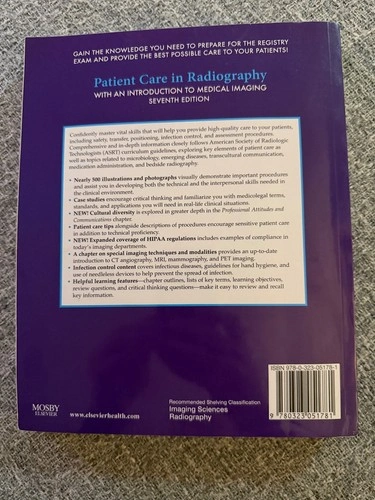 GAIN THE KNOWLEDGE YOU NEED TO PREPARE FOR THE REGISTRY
EXAM AND PROVIDE THE BEST POSSIBLE CARE TO YOUR PATIENTS!
Patient Care in Radiography
WITH AN INTRODUCTION TO MEDICAL IMAGING
SEVENTH EDITION
Confidently master vital skills that will help you provide high-quality care to your patients,
including safety, transfer, positioning, infection control, and assessment procedures.
Comprehensive and in-depth information closely follows American Society of Radiologic
Technologists (ASRT) curriculum guidelines, exploring key elements of patient care as
well as topics related to microbiology, emerging diseases, transcultural communication,
medication administration, and bedside radiography.
• Nearly 500 illustrations and photographs visually demonstrate important procedures
and assist you in developing both the technical and the interpersonal skills needed in
the clinical environment.
• Case studies encourage critical thinking and familiarize you with medicolegal terms,
standards, and applications you will need in real-life clinical situations.
• NEW! Cultural diversity is explored in greater depth in the Professional Attitudes and
Communications chapter.
• Patient care tips alongside descriptions of procedures encourage sensitive patient care
in addition to technical proficiency.
• NEW! Expanded coverage of HIPAA regulations includes examples of compliance in
today's imaging departments.
• A chapter on special imaging techniques and modalities provides an up-to-date
introduction to CT angiography, MRI, mammography, and PET imaging.
• Infection control content covers infectious diseases, guidelines for hand hygiene, and
use of needleless devices to help prevent the spread of infection.
• Helpful learning features—chapter outlines, lists of key terms, learning objectives,
review questions, and critical thinking questions—make it easy to review and recall
key information.
ISBN 978-0-323-05178-1
9 780323 051781
MOSBY
ELSEVIER
www.elsevierhealth.com
Recommended Shelving Classification
Imaging Sciences
Radiography